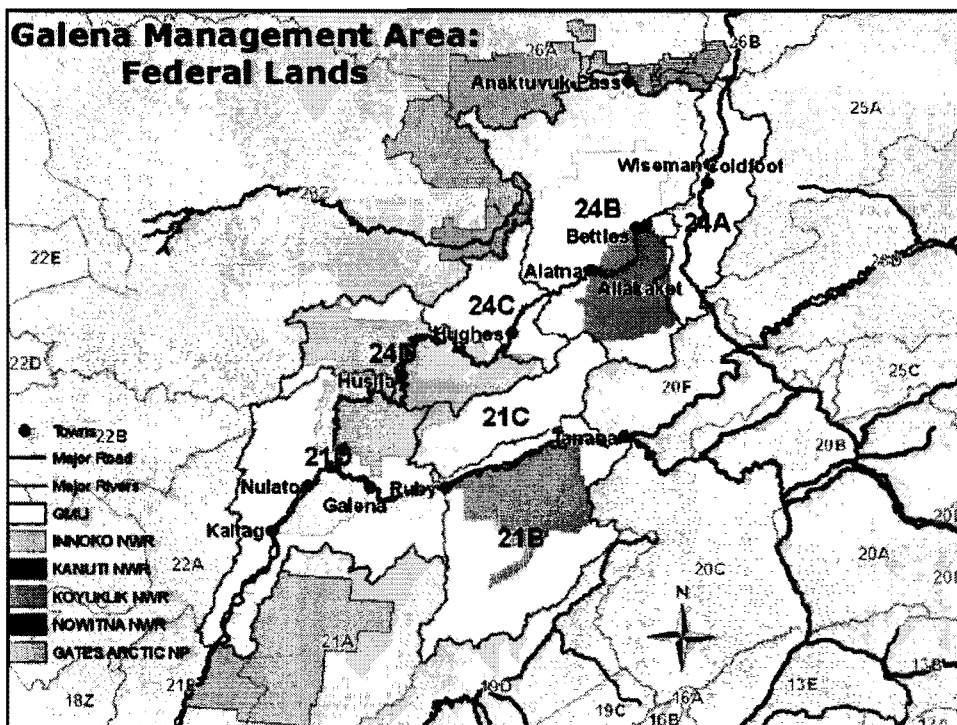 Galena Management Area:
Federal Lands
26A
26B
Anaktuvuk Pass
25A
Wiseman
Coldfoot
24B
24A
Bettles
22E
Alatna
Allakaket
24C
Hughes
22D
24D
Huslia
20F
25C
21C
Towns
22B
Tanana
20B
Major Road
21D
Major Rivers
Nulato
Galena
Ruby
GMU
Kaltag
21B
INNOKO NWR
22A
20C
20A
KANUTI NWR
N
KOYUKUK NWR
NOWITNA NWR
21A
GATES ARCTIC NP
13B
21E
18Z
19D
19C
16A
16B
13E